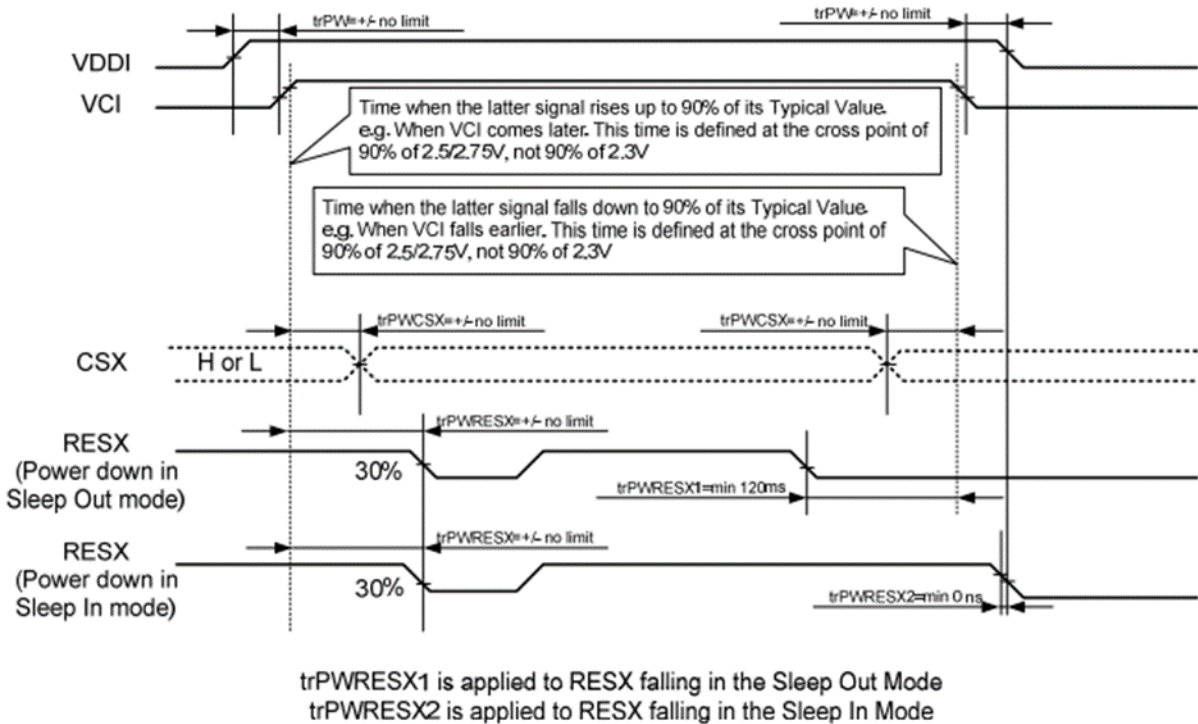 trPW=+/- no limit
trPW=+/- no limit
VDDI
VCI
Time when the latter signal rises up to 90% of its Typical Value.
e.g. When VCI comes later. This time is defined at the cross point of
90% of 2.5/2.75V, not 90% of 2.3V
Time when the latter signal falls down to 90% of its Typical Value.
e.g. When VCI falls earlier. This time is defined at the cross point of
90% of 2.5/2.75V, not 90% of 2.3V
trPWCSX=+/- no limit
trPWCSX=+/- no limit
CSX
H or L
trPWRESX=+/- no limit
RESX
(Power down in
Sleep Out mode)
30%
trPWRESX1=min 120ms
trPWRESX=+/- no limit
RESX
(Power down in
Sleep In mode)
30%
trPWRESX2=min 0 ns
trPWRESX1 is applied to RESX falling in the Sleep Out Mode
trPWRESX2 is applied to RESX falling in the Sleep In Mode